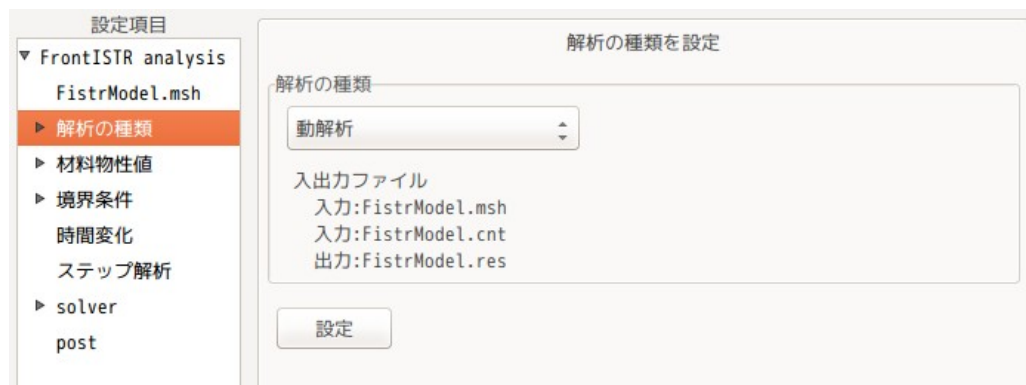 設定項目
FrontISTR analysis
FistrModel.msh
解析の種類
材料物性値
境界条件
時間変化
ステップ解析
solver
post
解析の種類を設定
解析の種類
動解析
入出力ファイル
入力:FistrModel.msh
入力:FistrModel.cnt
出力:FistrModel.res
設定